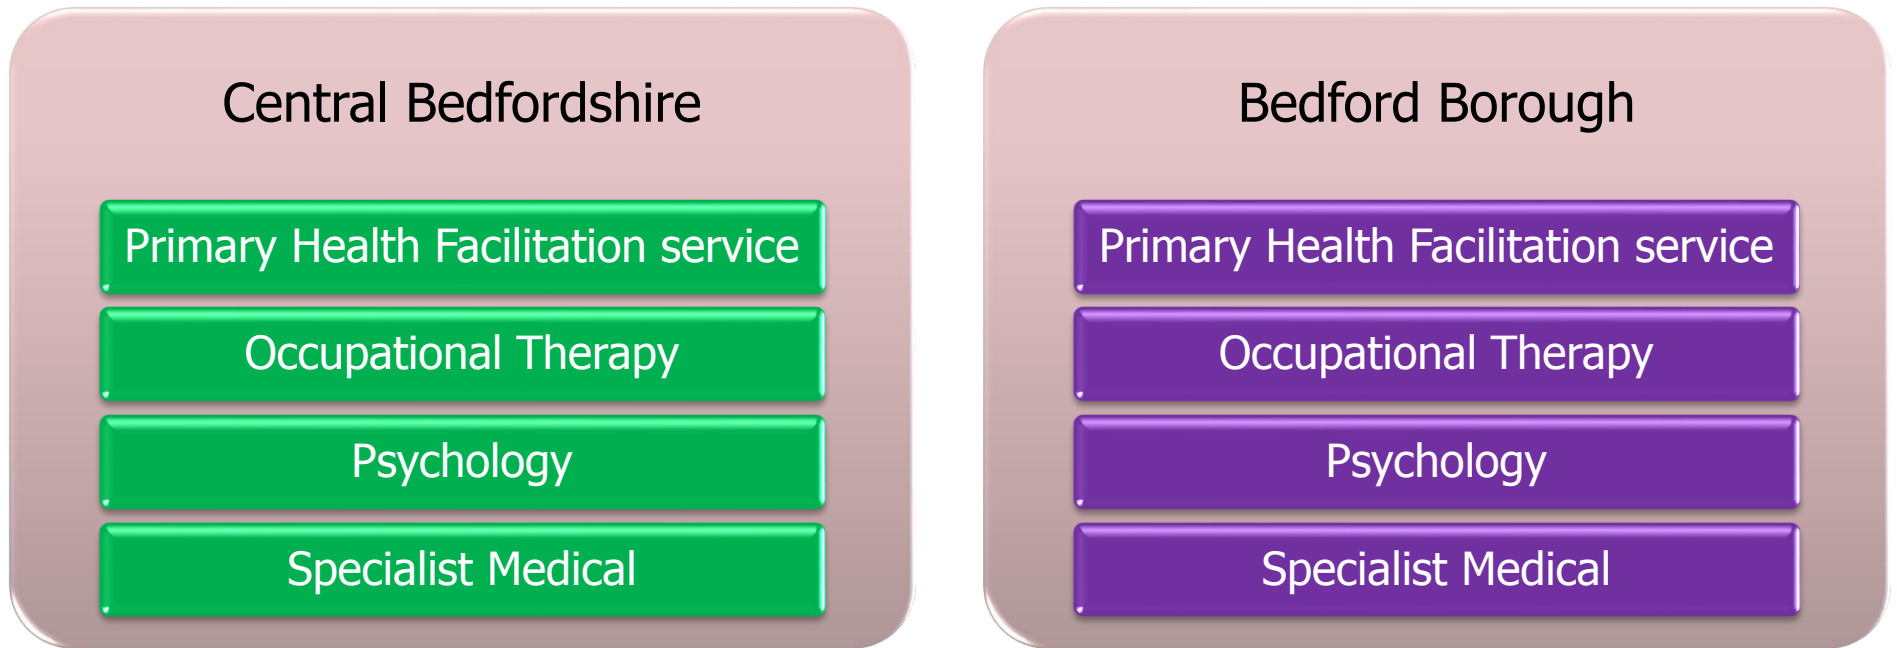 Central Bedfordshire
Primary Health Facilitation service
Occupational Therapy
Psychology
Specialist Medical
Bedford Borough
Primary Health Facilitation service
Occupational Therapy
Psychology
Specialist Medical